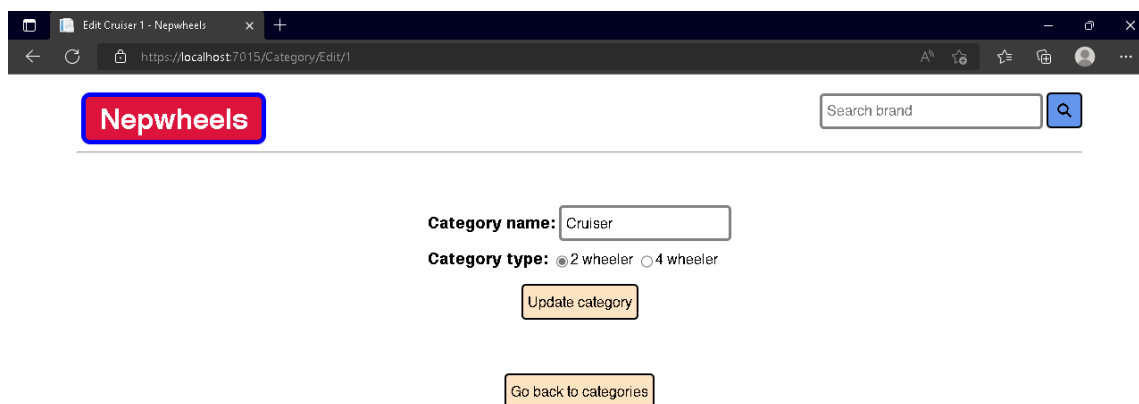 Edit Cruiser 1 - Nepwheels
https://localhost:7015/Category/Edit/1
Nepwheels
Search brand
Category name: Cruiser
Category type: 2 wheeler 4 wheeler
Update category
Go back to categories